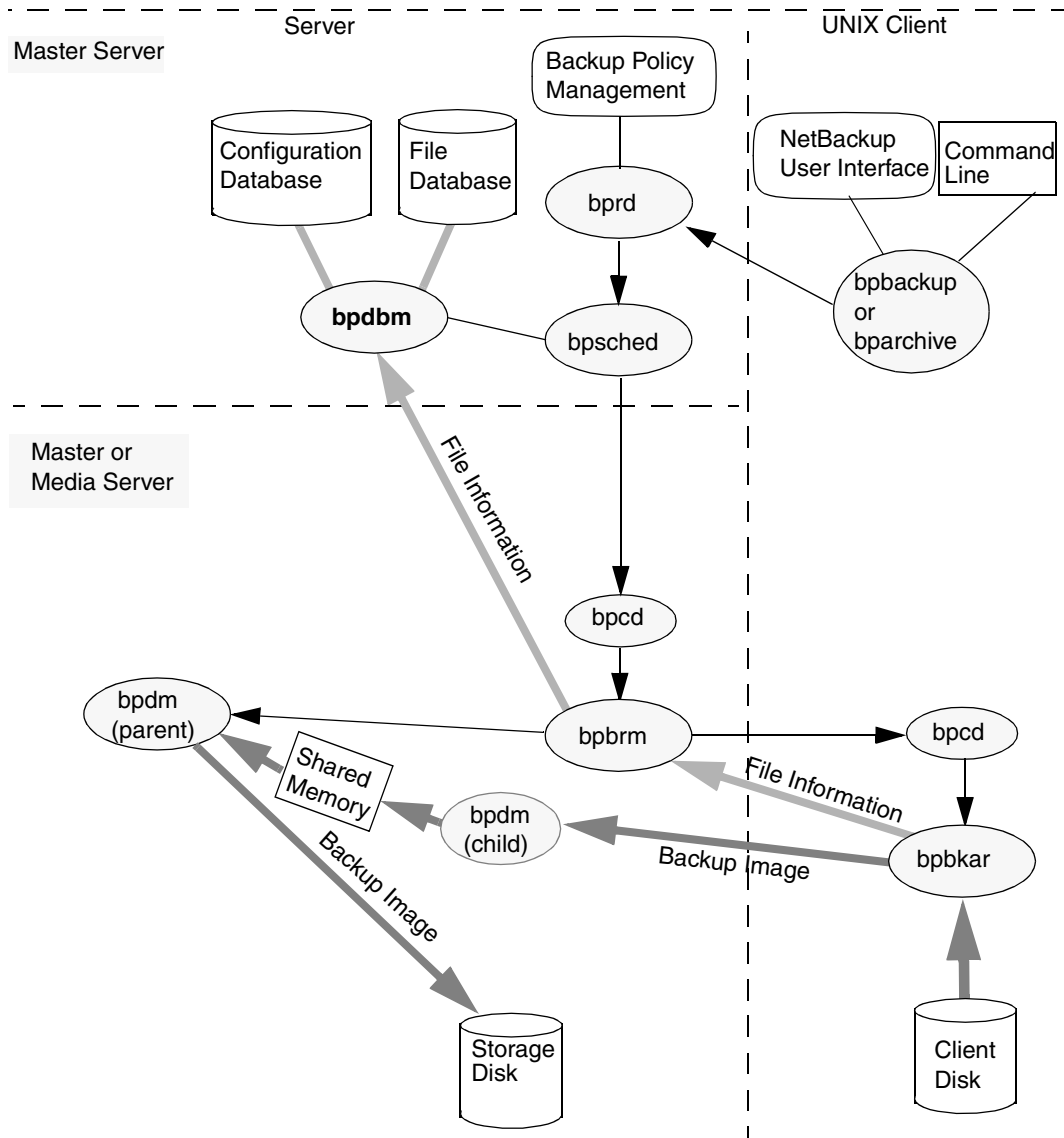 Server
UNIX Client
Master Server
Backup Policy
Management
Configuration
Database
File
Database
NetBackup
User Interface
Command
Line
bprd
bpbackup
or
bparchive
bpdbm
bpsched
Master or
Media Server
File Information
bpcd
bpdm
(parent)
bpbrm
bpcd
Shared
Memory
File Information
bpdm
(child)
Backup Image
bpbkar
Backup Image
Storage
Disk
Client
Disk